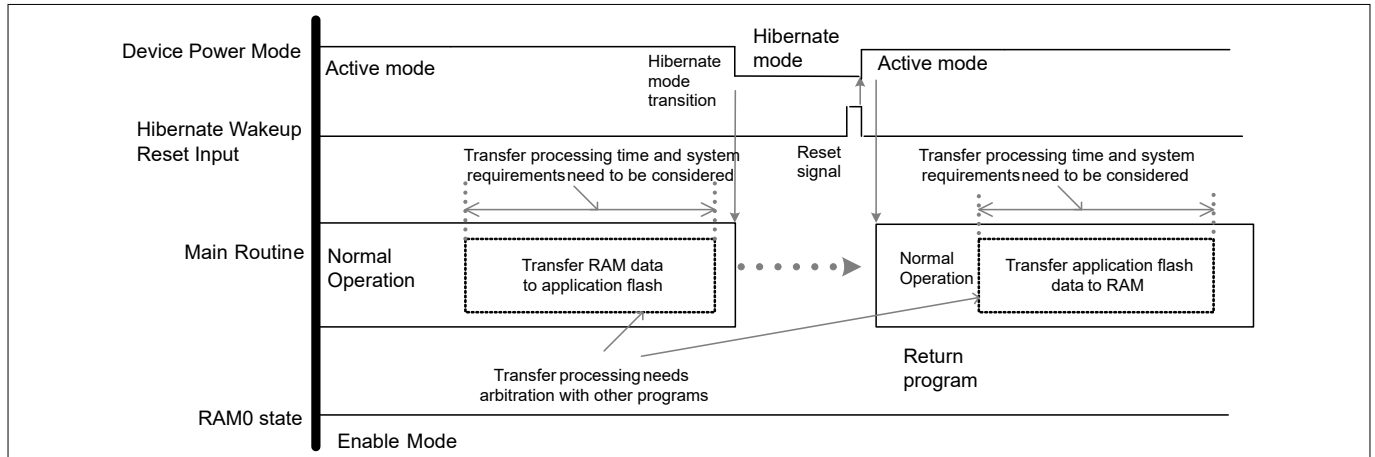 Device Power Mode
Active mode
Hibernate
mode
transition
Hibernate
mode
Active mode
Hibernate Wakeup
Reset Input
Reset
signal
Transfer processing time and system
requirements need to be considered
Transfer processing time and system
requirements need to be considered
Main Routine
Normal
Operation
Transfer RAM data
to application flash
Normal
Operation
Transfer application flash
data to RAM
Transfer processing needs
arbitration with other programs
Return
program
RAM0 state
Enable Mode